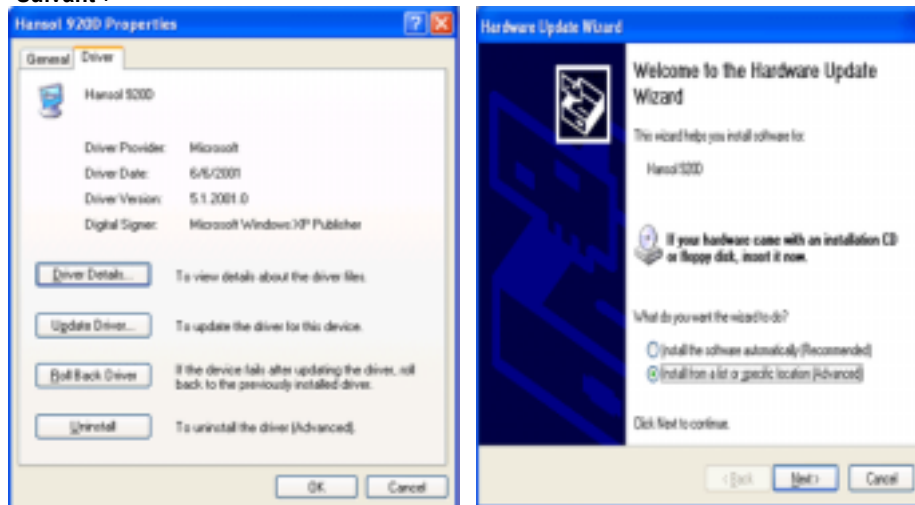 Hansol 920D Properties
General
Driver
Hansol 920D
Driver Provider: Microsoft
Driver Date: 6/6/2001
Driver Version: 5.1.2001.0
Digital Signer: Microsoft Windows XP Publisher
Driver Details...
To view details about the driver files.
Update Driver...
To update the driver for this device.
Roll Back Driver
If the device fails after updating the driver, roll
back to the previously installed driver.
Uninstall
To uninstall the driver (Advanced).
OK
Cancel
Hardware Update Wizard
Welcome to the Hardware Update
Wizard
This wizard helps you install software for:
Hansol 920D
If your hardware came with an installation CD
or floppy disk, insert it now.
What do you want the wizard to do?
Install the software automatically (Recommended)
Install from a list or specific location (Advanced)
Click Next to continue.
< Back
Next >
Cancel